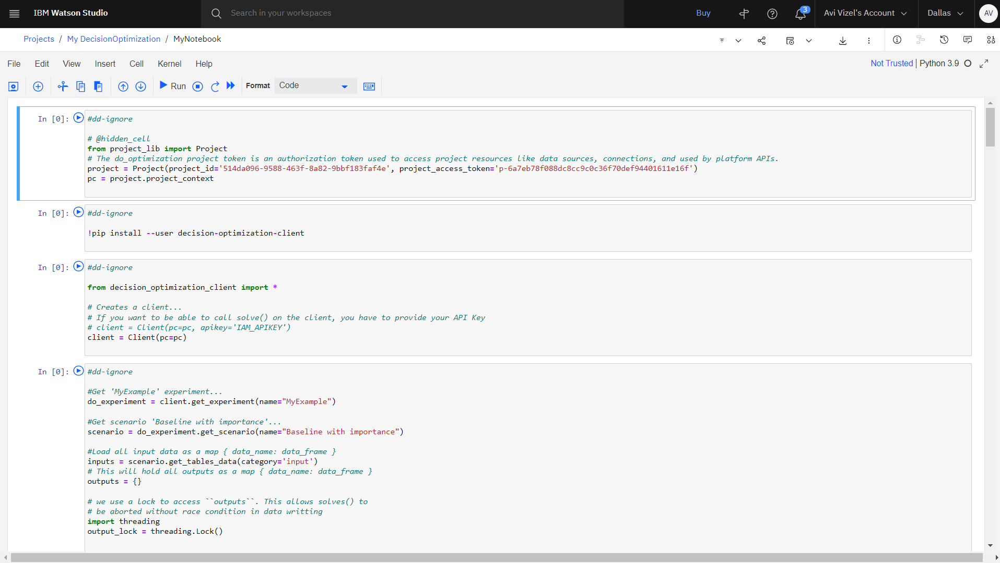 IBM Watson Studio
Search in your workspaces
Buy
3
Avi Vizel's Account
Dallas
AV
Projects / My DecisionOptimization / MyNotebook
File Edit View Insert Cell Kernel Help
Not Trusted | Python 3.9
Run
Format
Code
In [0]:
#dd-ignore
# @hidden_cell
from project_lib import Project
# The do_optimization project token is an authorization token used to access project resources like data sources, connections, and used by platform APIs.
project = Project(project_id='514da096-9588-463f-8a82-9bbf183faf4e', project_access_token='p-6a7eb78f088dc8cc9c0c36f70def94401611e16f')
pc = project.project_context
In [0]:
#dd-ignore
!pip install --user decision-optimization-client
In [0]:
#dd-ignore
from decision_optimization_client import *
# Creates a client...
# If you want to be able to call solve() on the client, you have to provide your API Key
# client = Client(pc=pc, apikey='IAM_APIKEY')
client = Client(pc=pc)
In [0]:
#dd-ignore
#Get 'MyExample' experiment...
do_experiment = client.get_experiment(name="MyExample")
#Get scenario 'Baseline with importance'...
scenario = do_experiment.get_scenario(name="Baseline with importance")
#Load all input data as a map { data_name: data_frame }
inputs = scenario.get_tables_data(category='input')
# This will hold all outputs as a map { data_name: data_frame }
outputs = {}
# we use a lock to access ``outputs``. This allows solves() to
# be aborted without race condition in data writting
import threading
output_lock = threading.Lock()